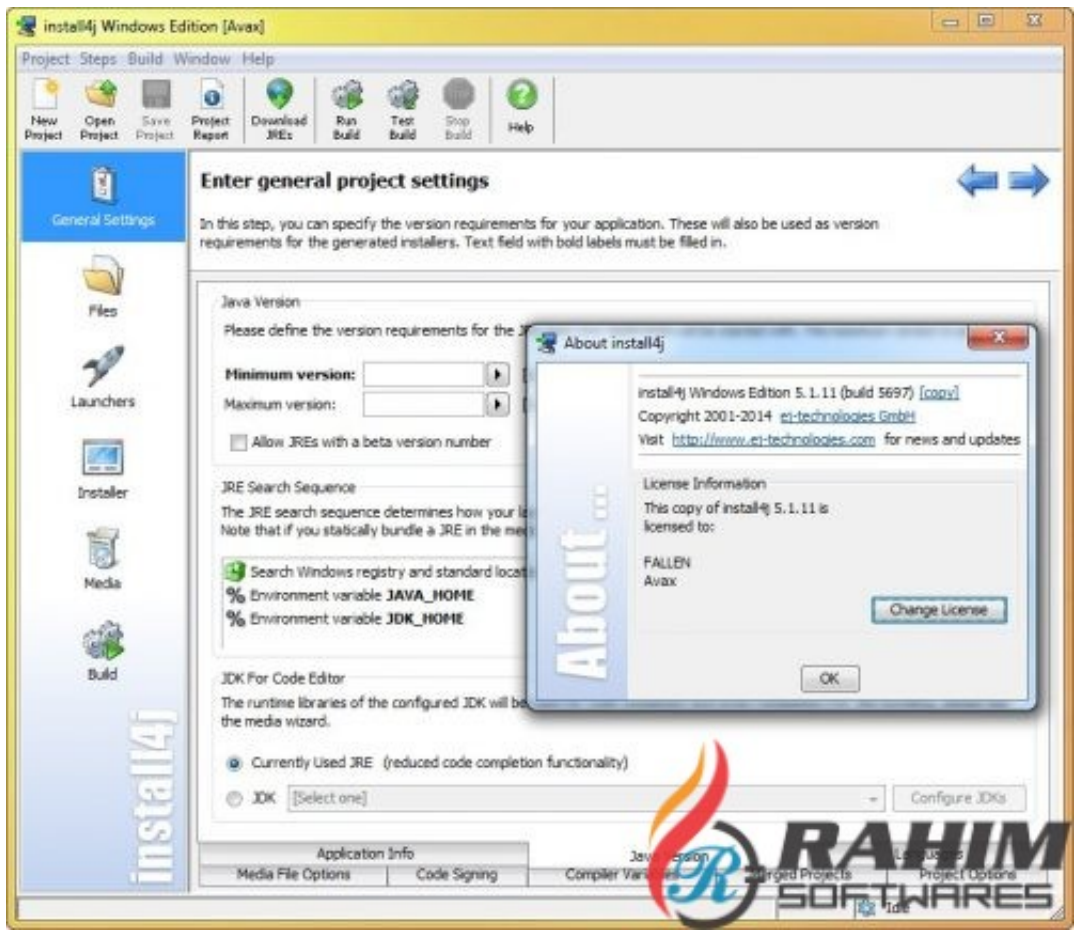 install4j Windows Edition [Avax]
Project Steps Build Window Help
New Project
Open Project
Save Project
Project Report
Download JREs
Run Build
Test Build
Stop Build
Help
General Settings
Files
Launchers
Installer
Media
Build
install4j
Enter general project settings
In this step, you can specify the version requirements for your application. These will also be used as version
requirements for the generated installers. Text field with bold labels must be filled in.
Java Version
Please define the version requirements for the
Minimum version:
Maximum version:
Allow JREs with a beta version number
JRE Search Sequence
The JRE search sequence determines how your
Note that if you statically bundle a JRE in the
Search Windows registry and standard
% Environment variable JAVA_HOME
% Environment variable JDK_HOME
JDK For Code Editor
The runtime libraries of the configured JDK will be
the media wizard.
Currently Used JRE (reduced code completion functionality)
JDK [Select one] Configure JDKs
Application Info Java Version Languages
Media File Options Code Signing Compiler Merged Projects Project Options
Idle
About install4j
About ...
install4j Windows Edition 5.1.11 (build 5697) [copy]
Copyright 2001-2014 ej-technologies GmbH
Visit http://www.ej-technologies.com for news and updates
License Information
This copy of install4j 5.1.11 is
licensed to:
FALLEN
Avax
Change License
OK
R
RAHIM
SOFTWARES